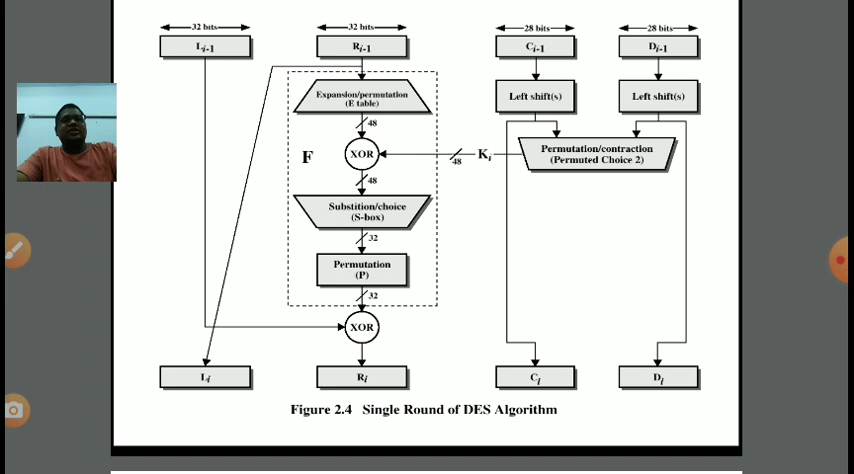 32 bits 32 bits 28 bits 28 bits
Li-1 Ri-1 Ci-1 Di-1
Expansion/permutation
(E table)
Left shift(s) Left shift(s)
48
F XOR 48 Ki
Permutation/contraction
(Permuted Choice 2)
48
Substition/choice
(S-box)
32
Permutation
(P)
32
XOR
Li Ri Ci Di
Figure 2.4 Single Round of DES Algorithm